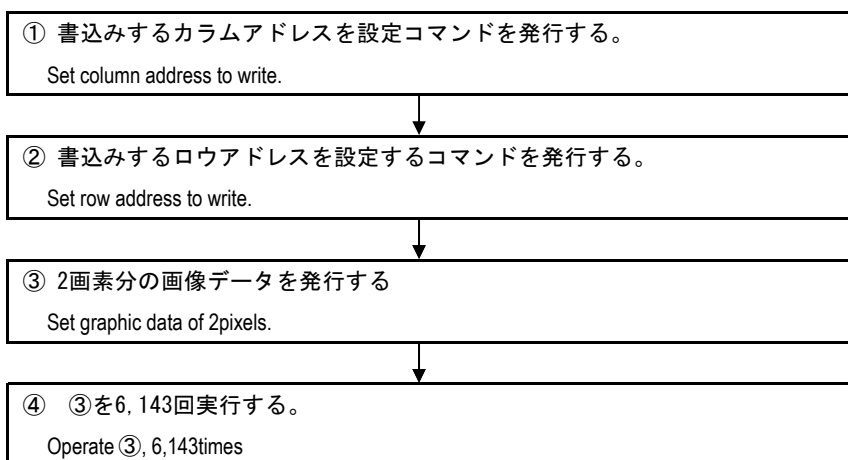 ① 書込みするカラムアドレスを設定コマンドを発行する。
Set column address to write.
② 書込みするロウアドレスを設定するコマンドを発行する。
Set row address to write.
③ 2画素分の画像データを発行する
Set graphic data of 2pixels.
④ ③を6,143回実行する。
Operate ③, 6,143times